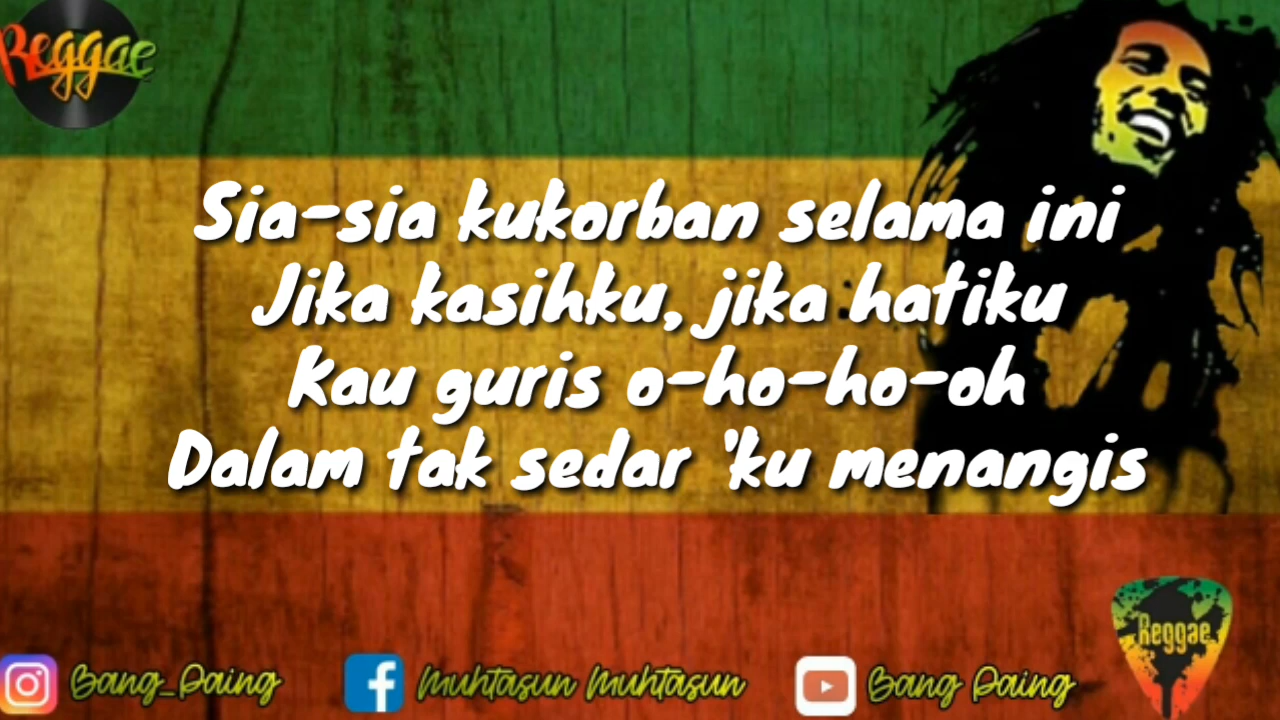 Reggae
Sia-sia kukorban selama ini
Jika kasihku, jika hatiku
Kau guris o-ho-ho-oh
Dalam tak sedar 'ku menangis
Reggae
Bang_Paing
Muhtasun Muhtasun
Bang Paing